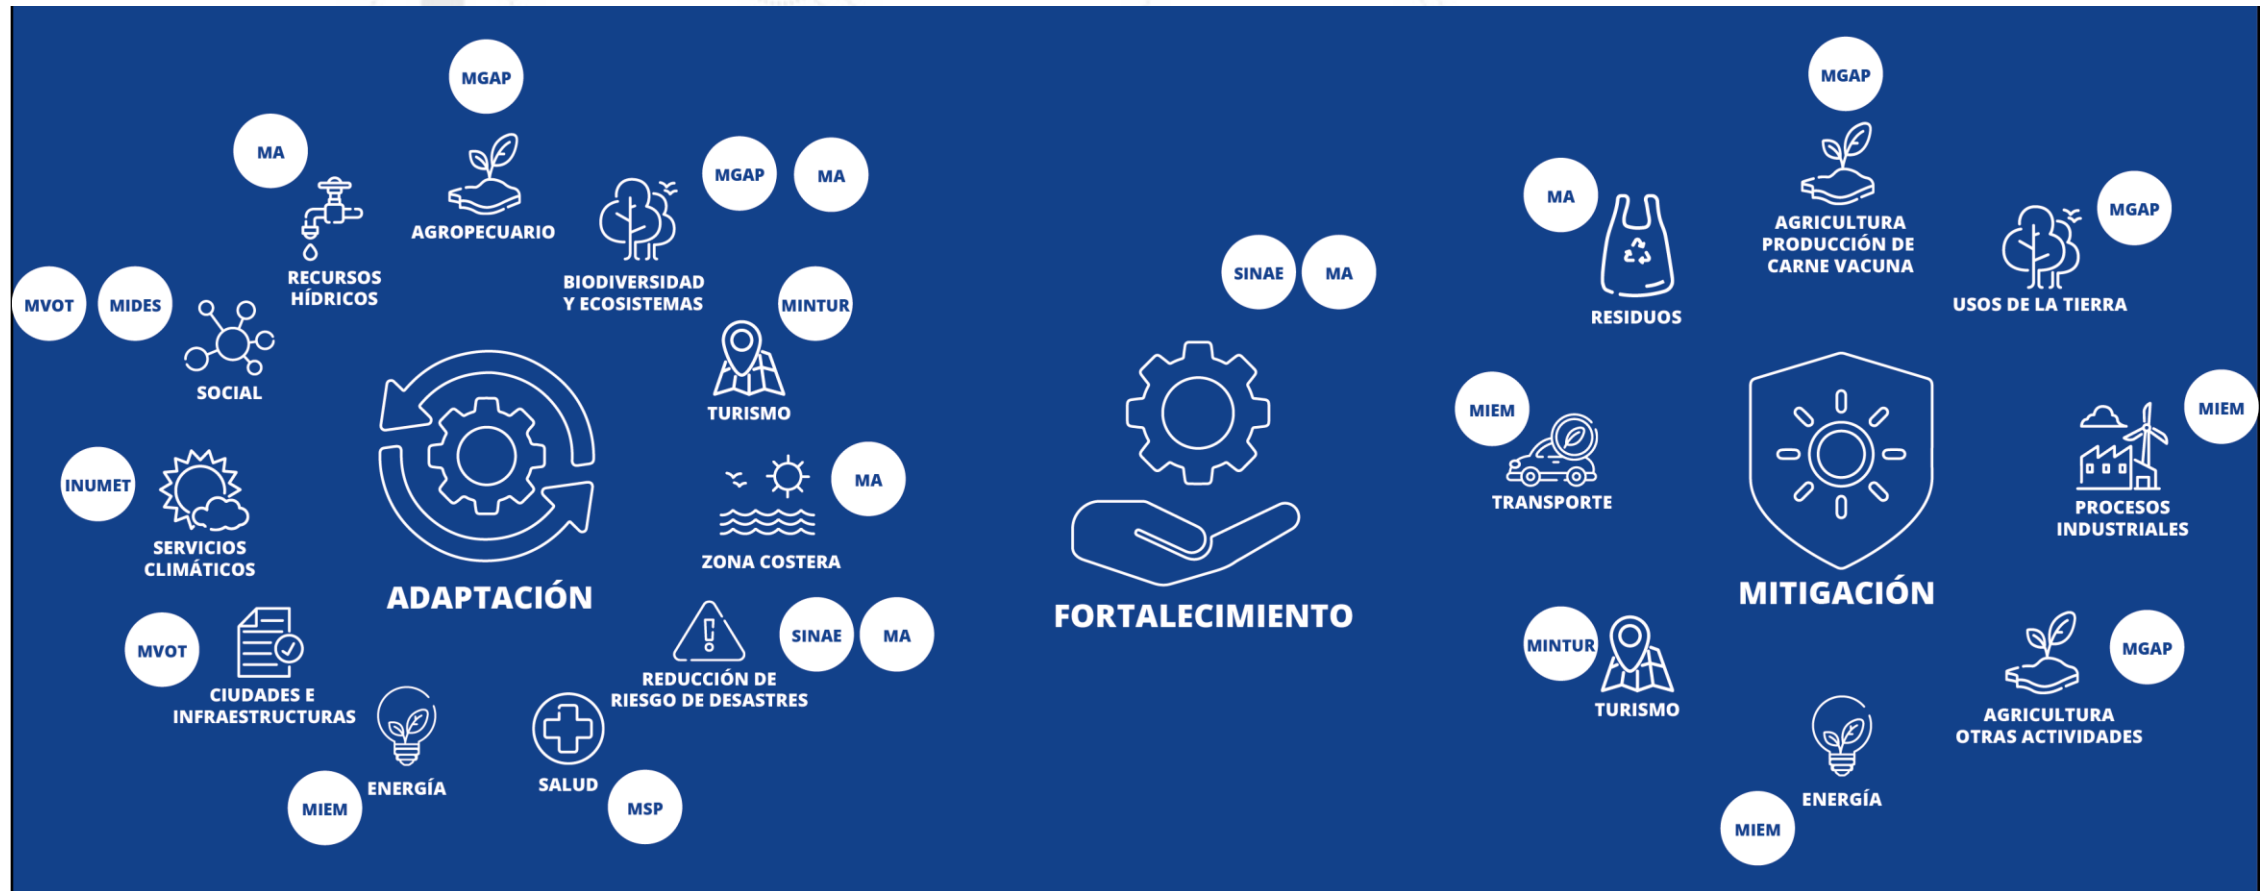 MGAP
MA
AGROPECUARIO
RECURSOS
HÍDRICOS
MGAP
MA
BIODIVERSIDAD
Y ECOSISTEMAS
MVOT
MIDES
SOCIAL
MINTUR
TURISMO
INUMET
SERVICIOS
CLIMÁTICOS
MA
ZONA COSTERA
ADAPTACIÓN
MVOT
CIUDADES E
INFRAESTRUCTURAS
SINAE
MA
REDUCCIÓN DE
RIESGO DE DESASTRES
MIEM
ENERGÍA
SALUD
MSP
SINAE
MA
FORTALECIMIENTO
MGAP
AGRICULTURA
PRODUCCIÓN DE
CARNE VACUNA
MA
RESIDUOS
MGAP
USOS DE LA TIERRA
MIEM
TRANSPORTE
MIEM
PROCESOS
INDUSTRIALES
MITIGACIÓN
MINTUR
TURISMO
MGAP
AGRICULTURA
OTRAS ACTIVIDADES
ENERGÍA
MIEM